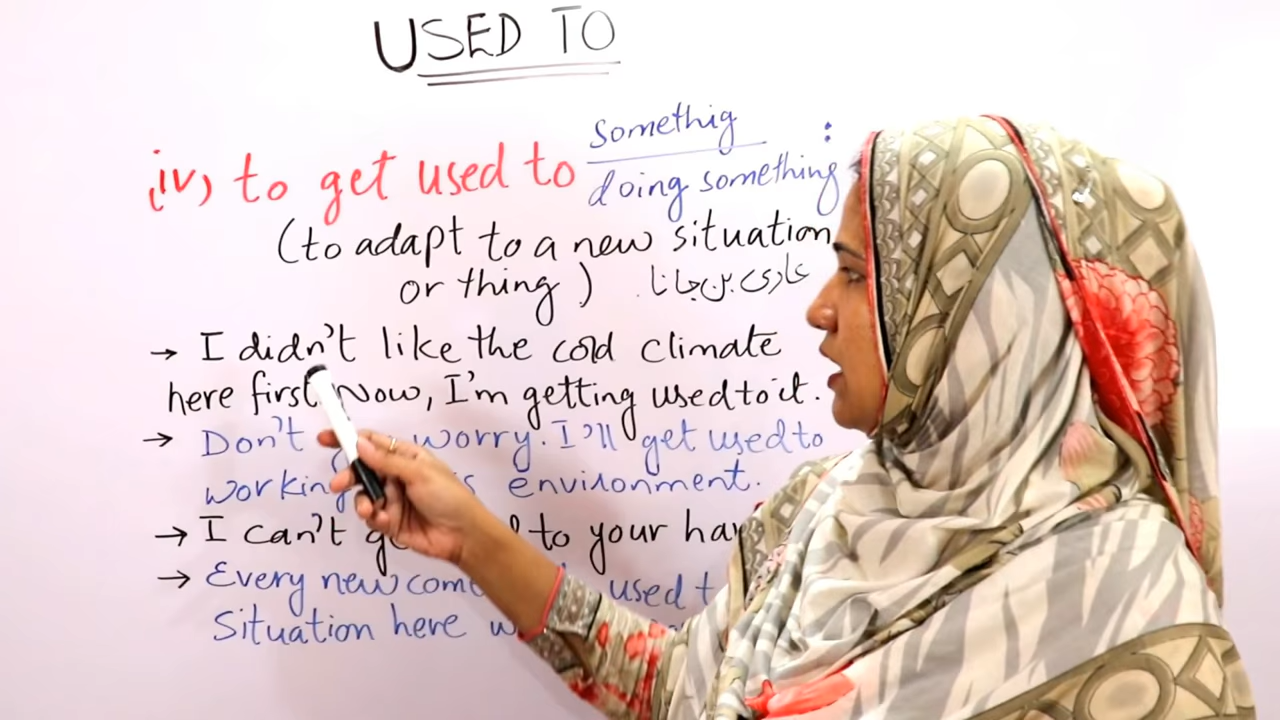 USED TO
(iv) to get used to somethig
doing something :
(to adapt to a new situation
or thing) عادی بن جانا
→ I didn't like the cold climate
here first Now, I'm getting used to it.
→ Don't worry. I'll get used to
working environment.
→ I can't to your
→ Every new used
situation here